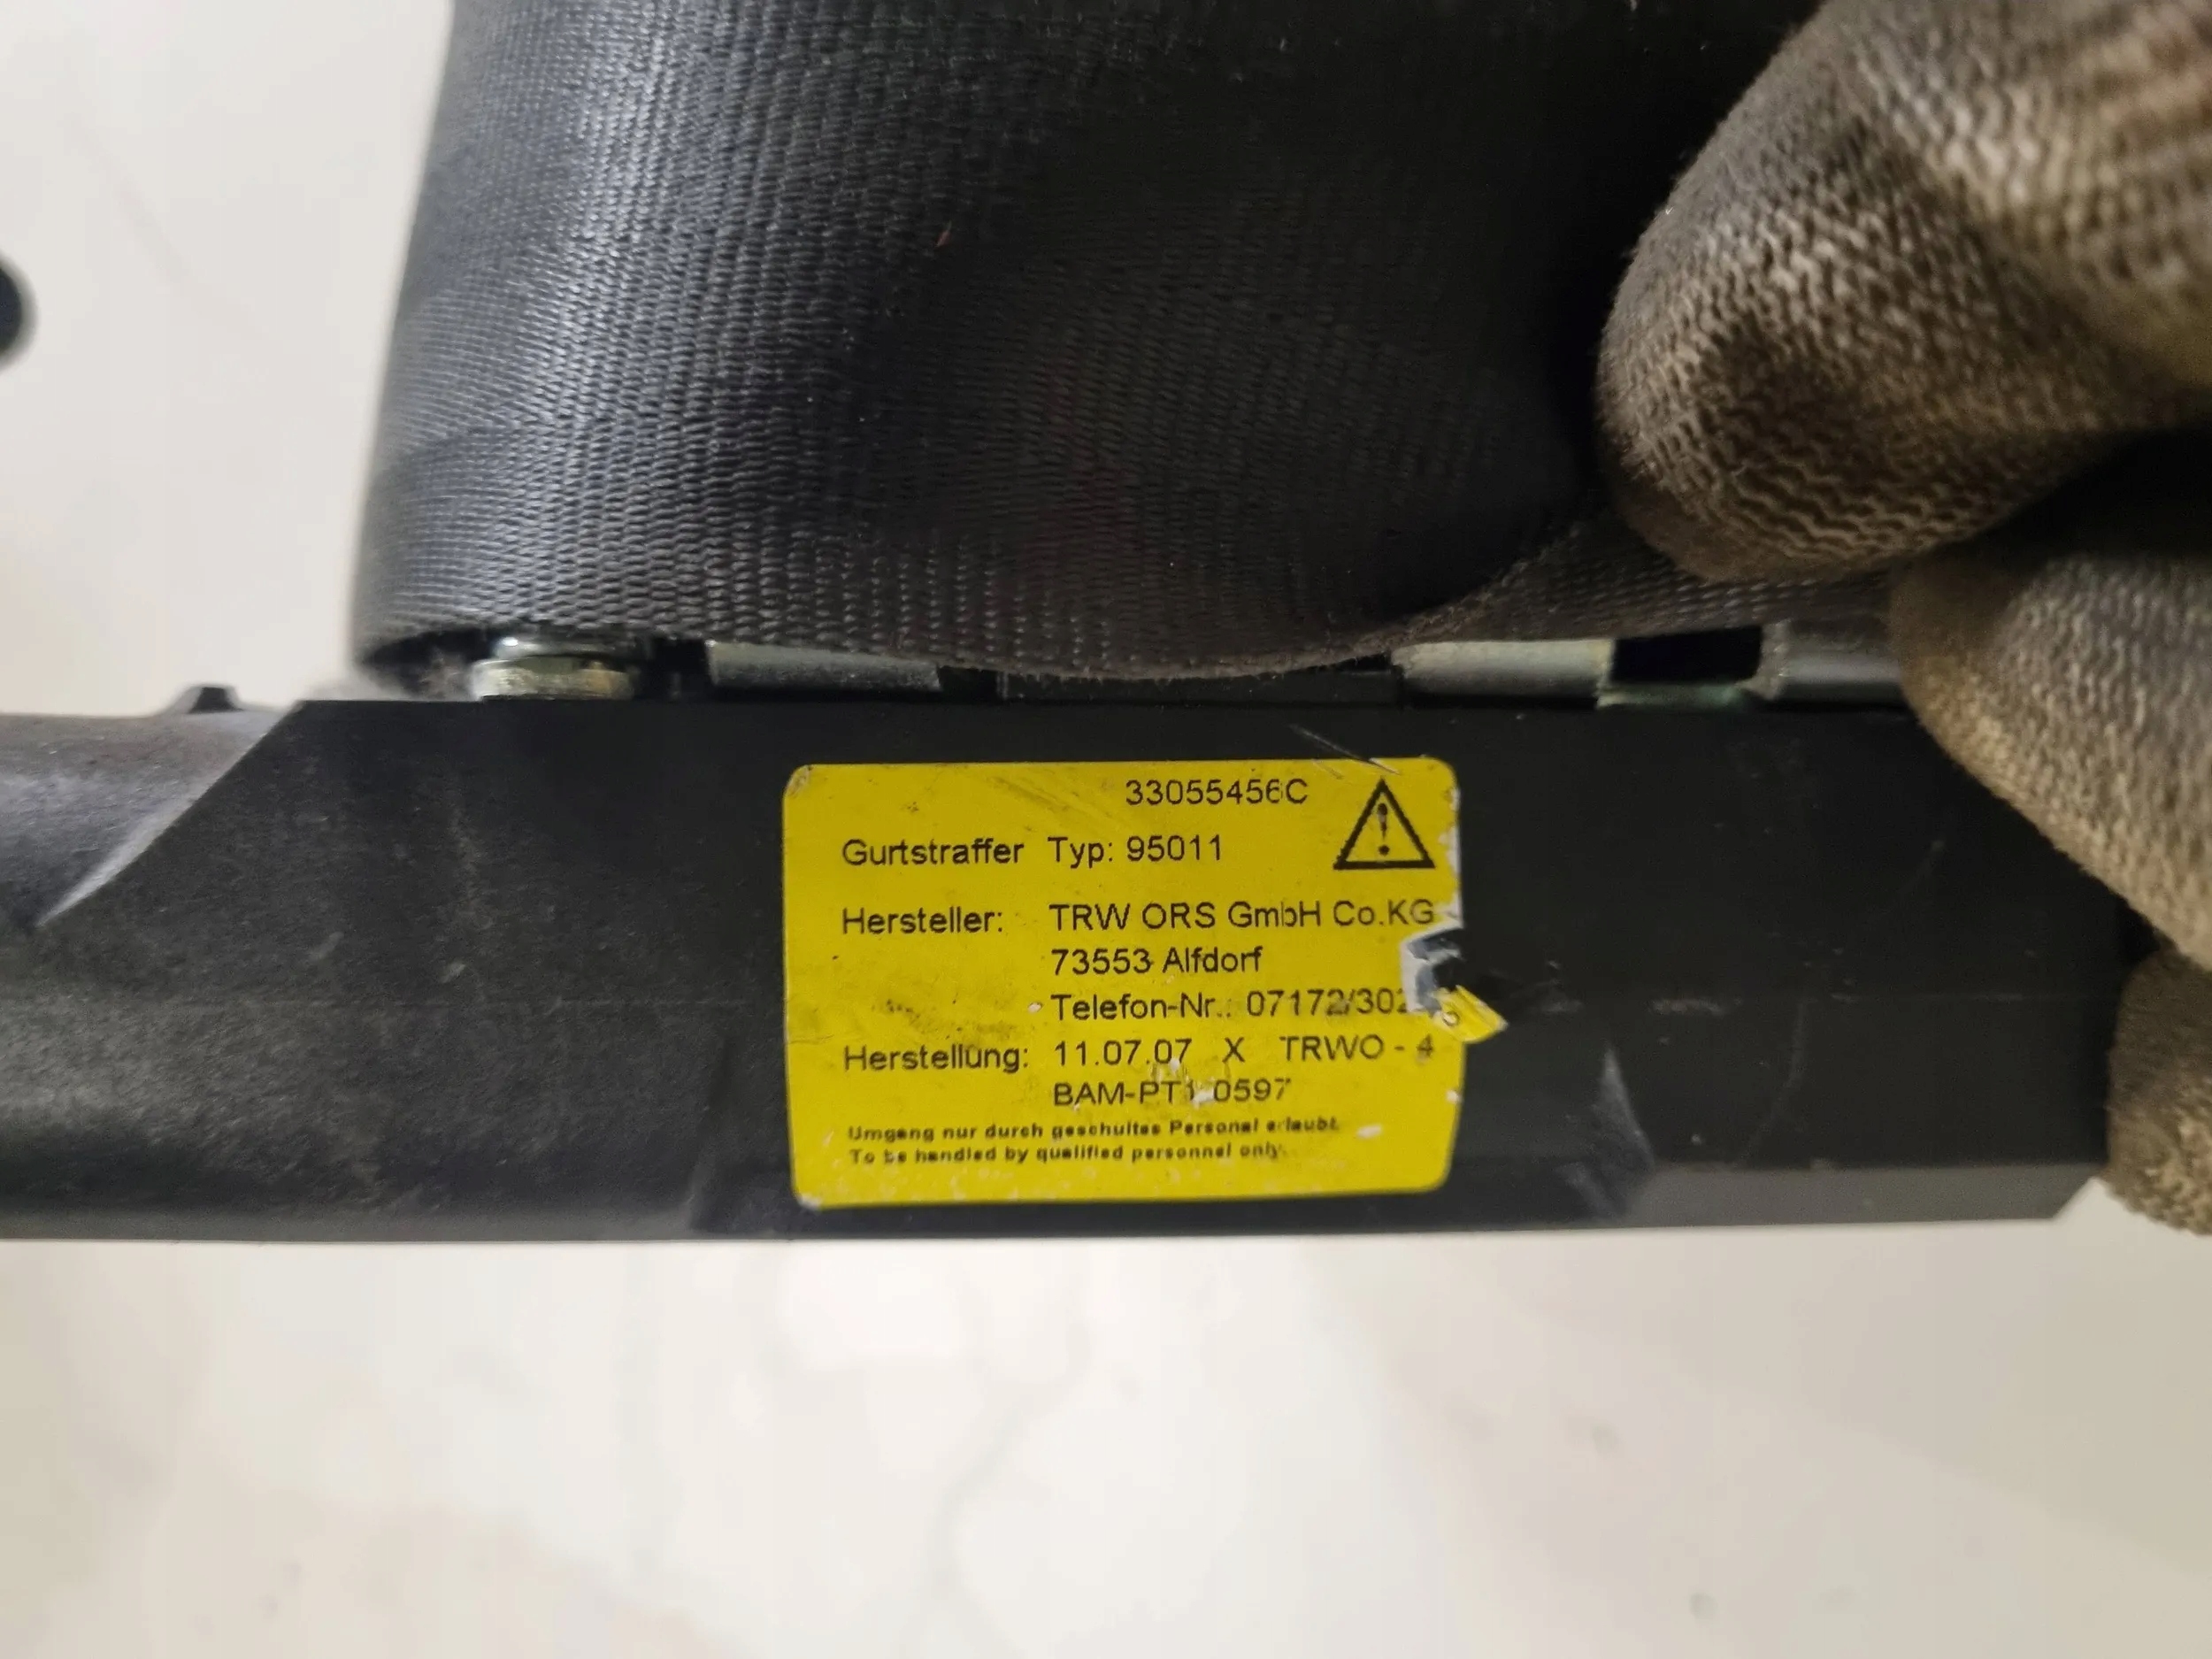 33055456C
Gurtstraffer Typ: 95011
Hersteller: TRW ORS GmbH Co.KG
73553 Alfdorf
Telefon-Nr.: 07172/302
Herstellung: 11.07.07 X TRWO - 4
BAM-PT1 0597
Umgang nur durch geschultes Personal erlaubt.
To be handled by qualified personnel only.